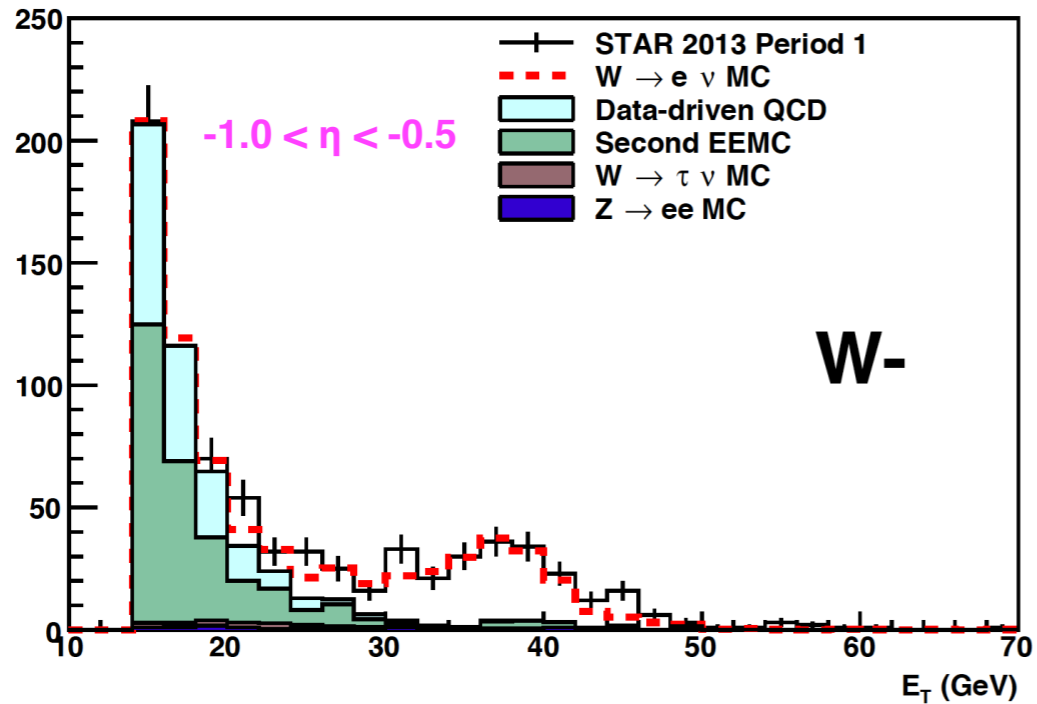 250
200
150
100
50
0
STAR 2013 Period 1
W → e ν MC
Data-driven QCD
Second EEMC
W → τ ν MC
Z → ee MC
-1.0 < η < -0.5
W-
10 20 30 40 50 60 70
E_T (GeV)